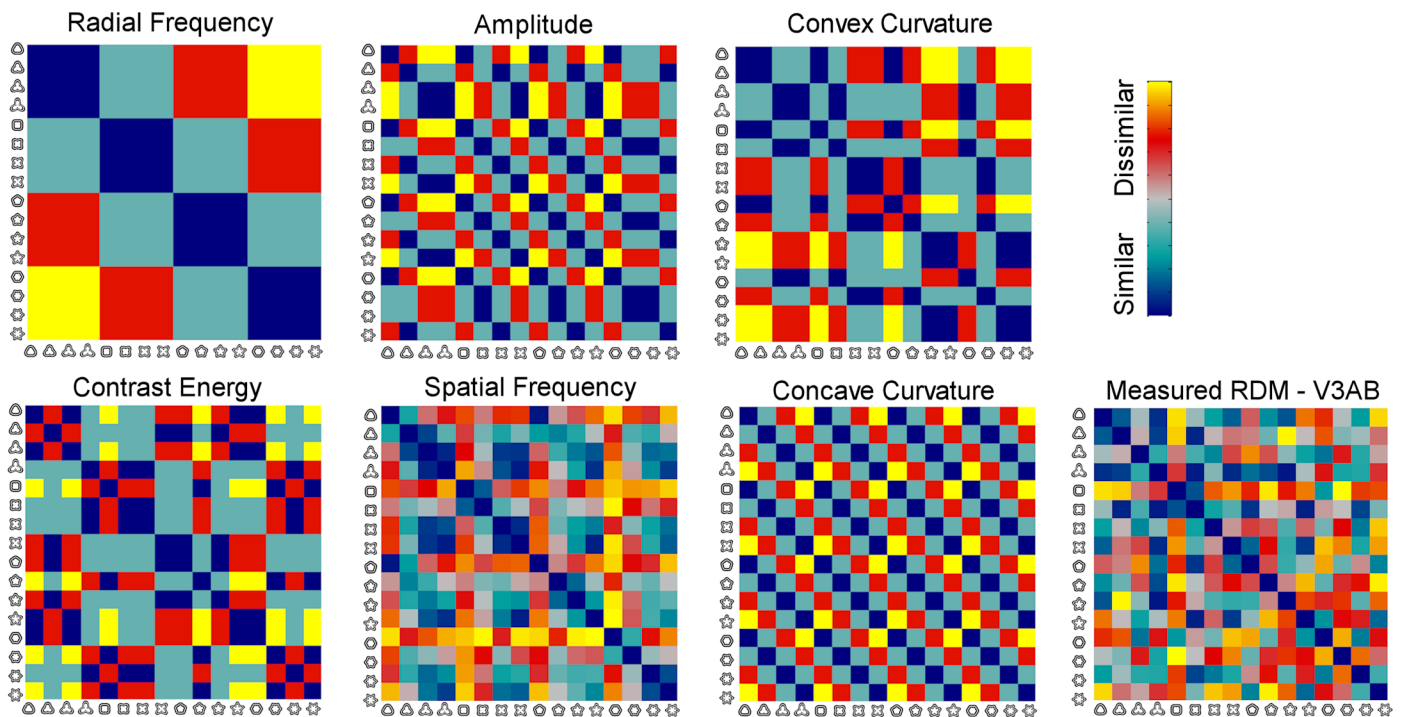 Radial Frequency
Amplitude
Convex Curvature
Similar Dissimilar
Contrast Energy
Spatial Frequency
Concave Curvature
Measured RDM - V3AB